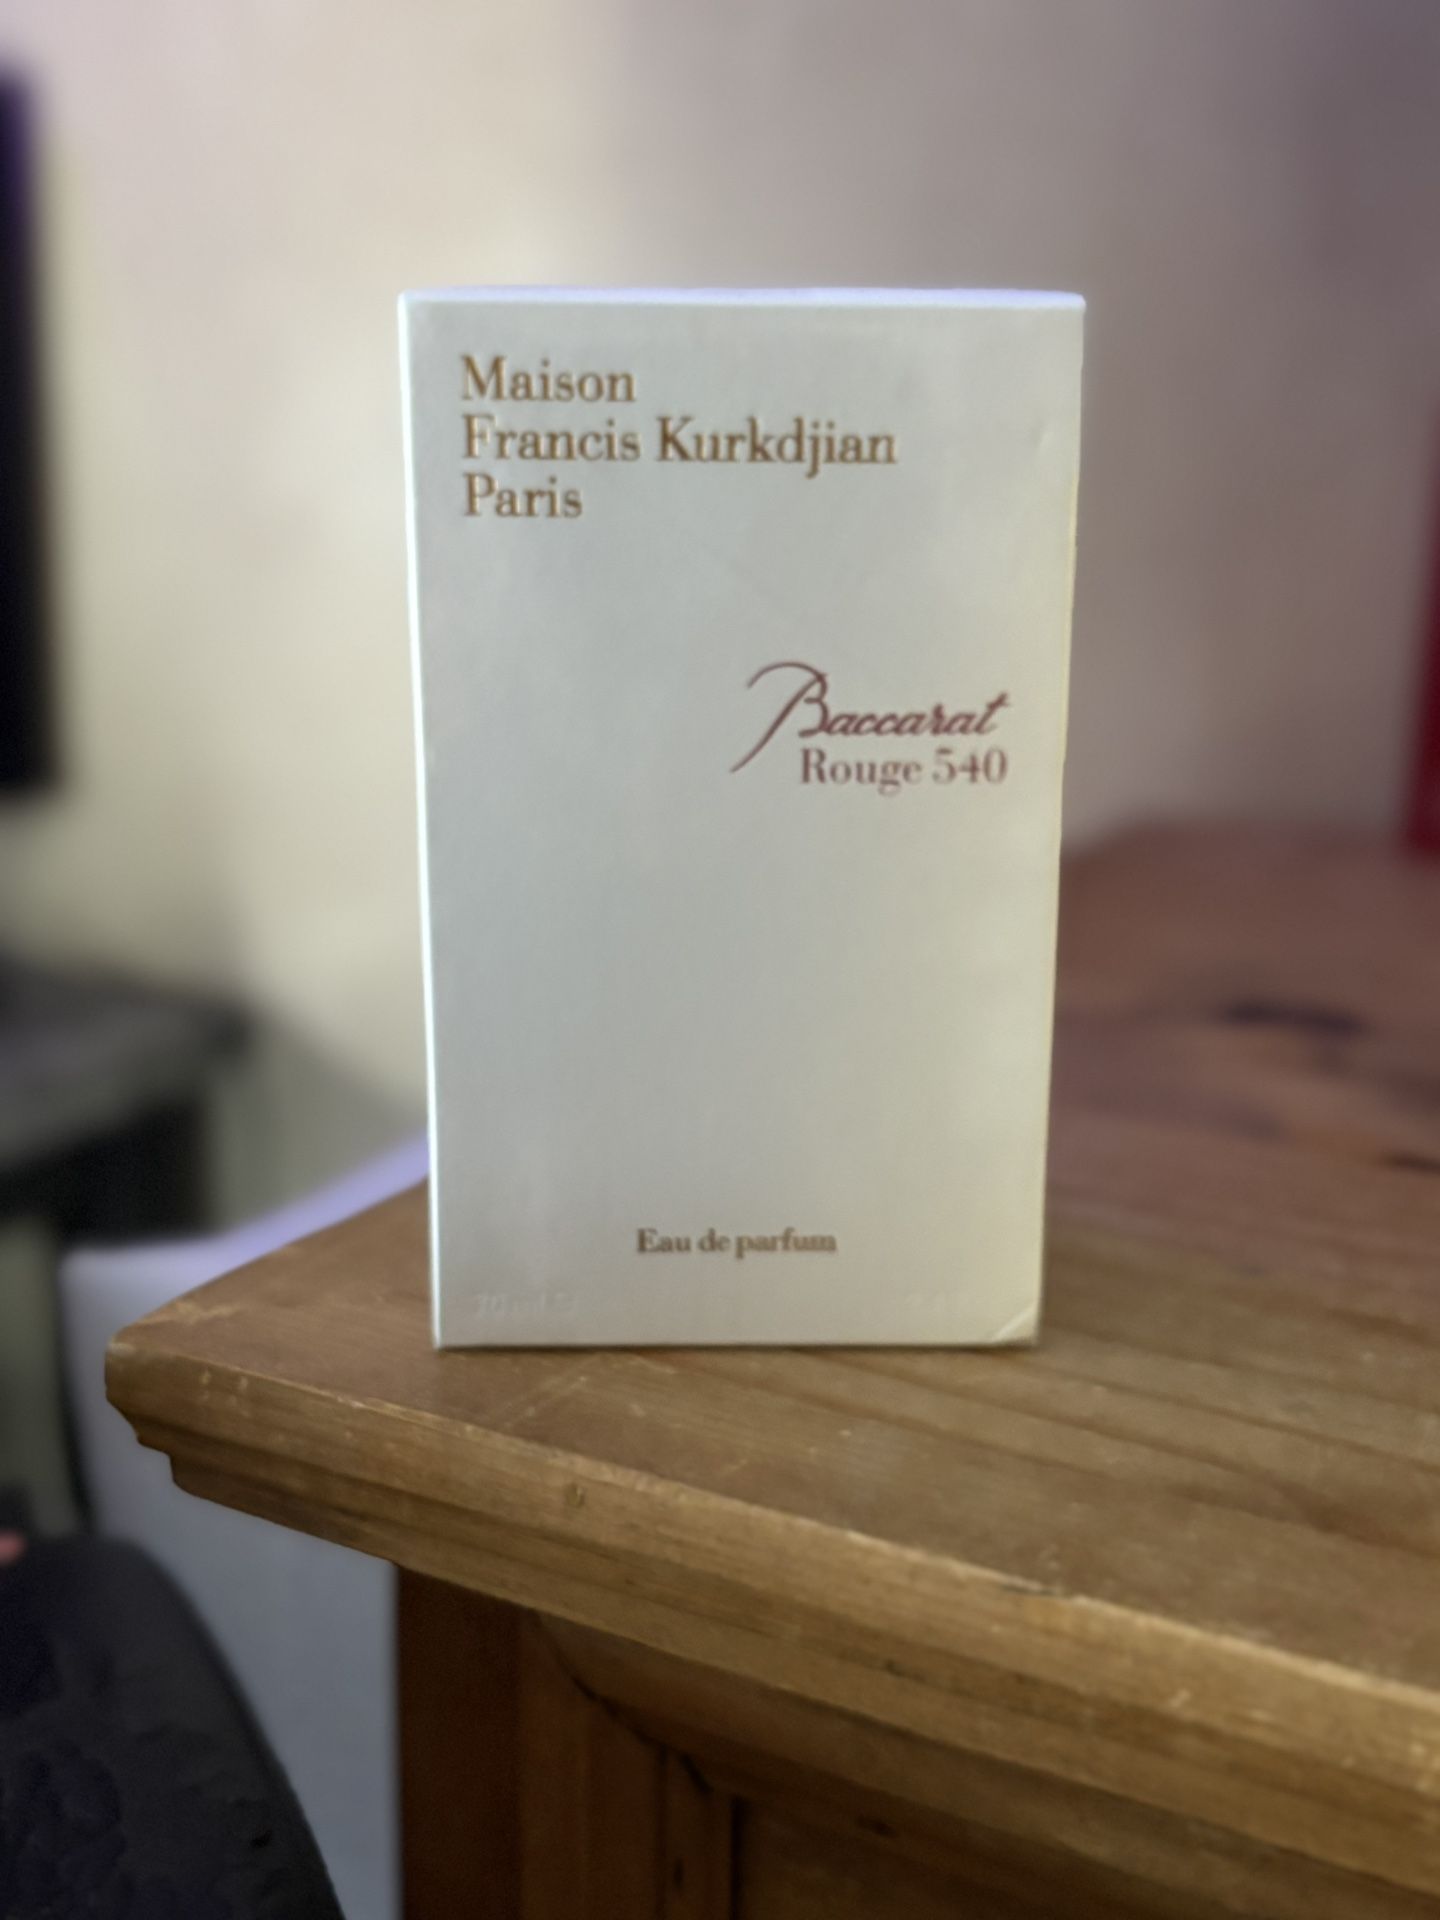 Maison
Francis Kurkdjian
Paris
Baccarat
Rouge 540
Eau de parfum